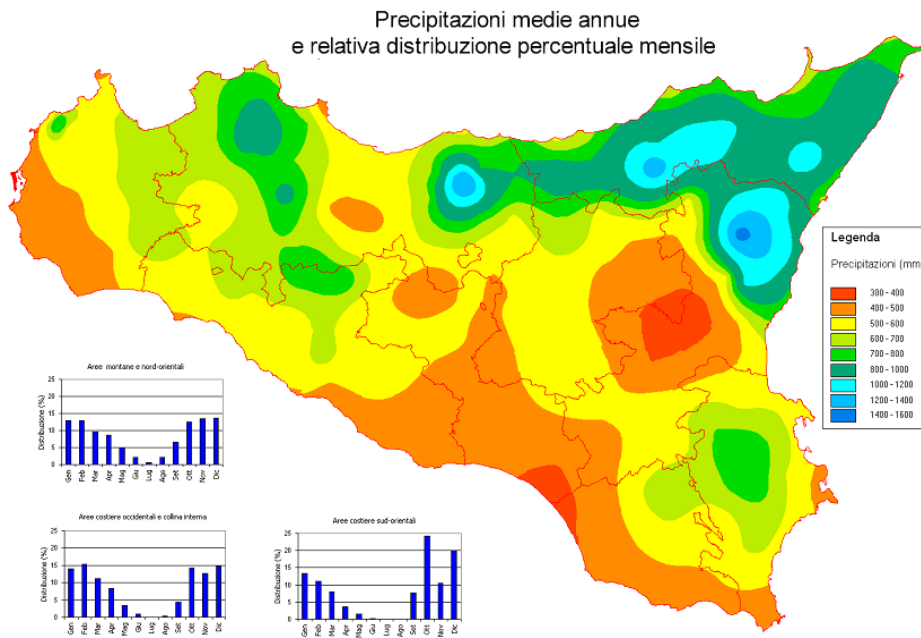 Precipitazioni medie annue
e relativa distribuzione percentuale mensile
Legenda
Precipitazioni (mm
300 - 400
400 - 500
500 - 600
600 - 700
700 - 800
800 - 1000
1000 - 1200
1200 - 1400
1400 - 1600
Aree montane e nord-orientali
Distribuzione (%)
25
20
15
10
5
0
Gen Feb Mar Apr Mag Giu Lug Ago Set Ott Nov Dic
Aree costiere occidentali e collina interna
Distribuzione (%)
25
20
15
10
5
0
Gen Feb Mar Apr Mag Giu Lug Ago Set Ott Nov Dic
Aree costiere sud-orientali
Distribuzione (%)
25
20
15
10
5
0
Gen Feb Mar Apr Mag Giu Lug Ago Set Ott Nov Dic